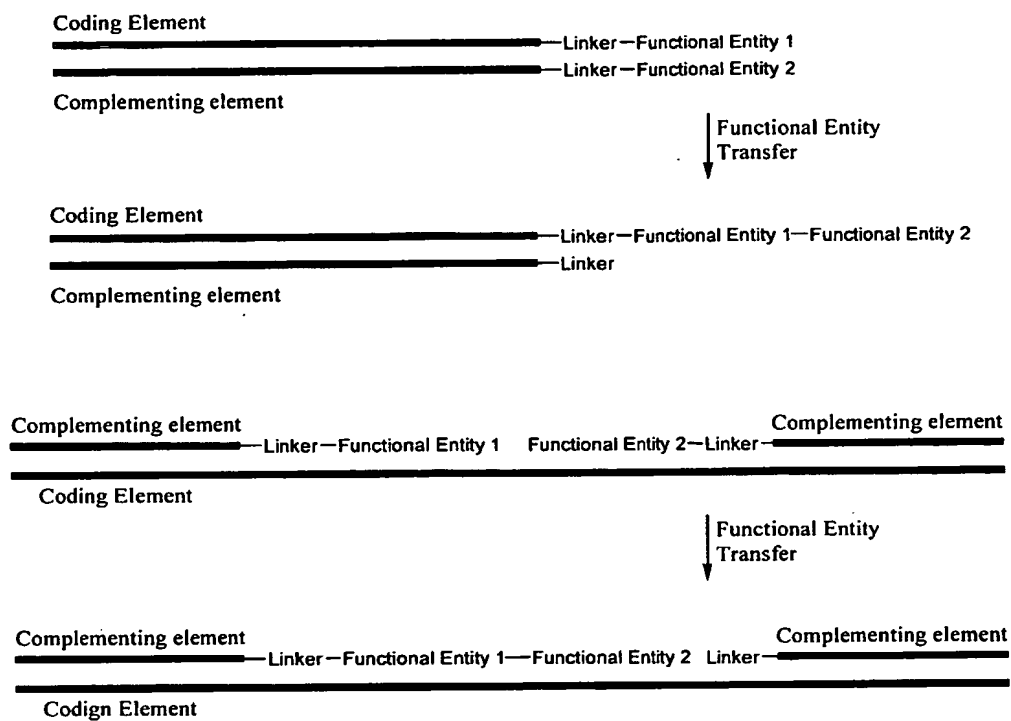 Coding Element
Linker—Functional Entity 1
Linker—Functional Entity 2
Complementing element
Functional Entity
Transfer
Coding Element
Linker—Functional Entity 1—Functional Entity 2
Linker
Complementing element
Complementing element Complementing element
Linker—Functional Entity 1 Functional Entity 2—Linker
Coding Element
Functional Entity
Transfer
Complementing element Complementing element
Linker—Functional Entity 1—Functional Entity 2 Linker
Codign Element